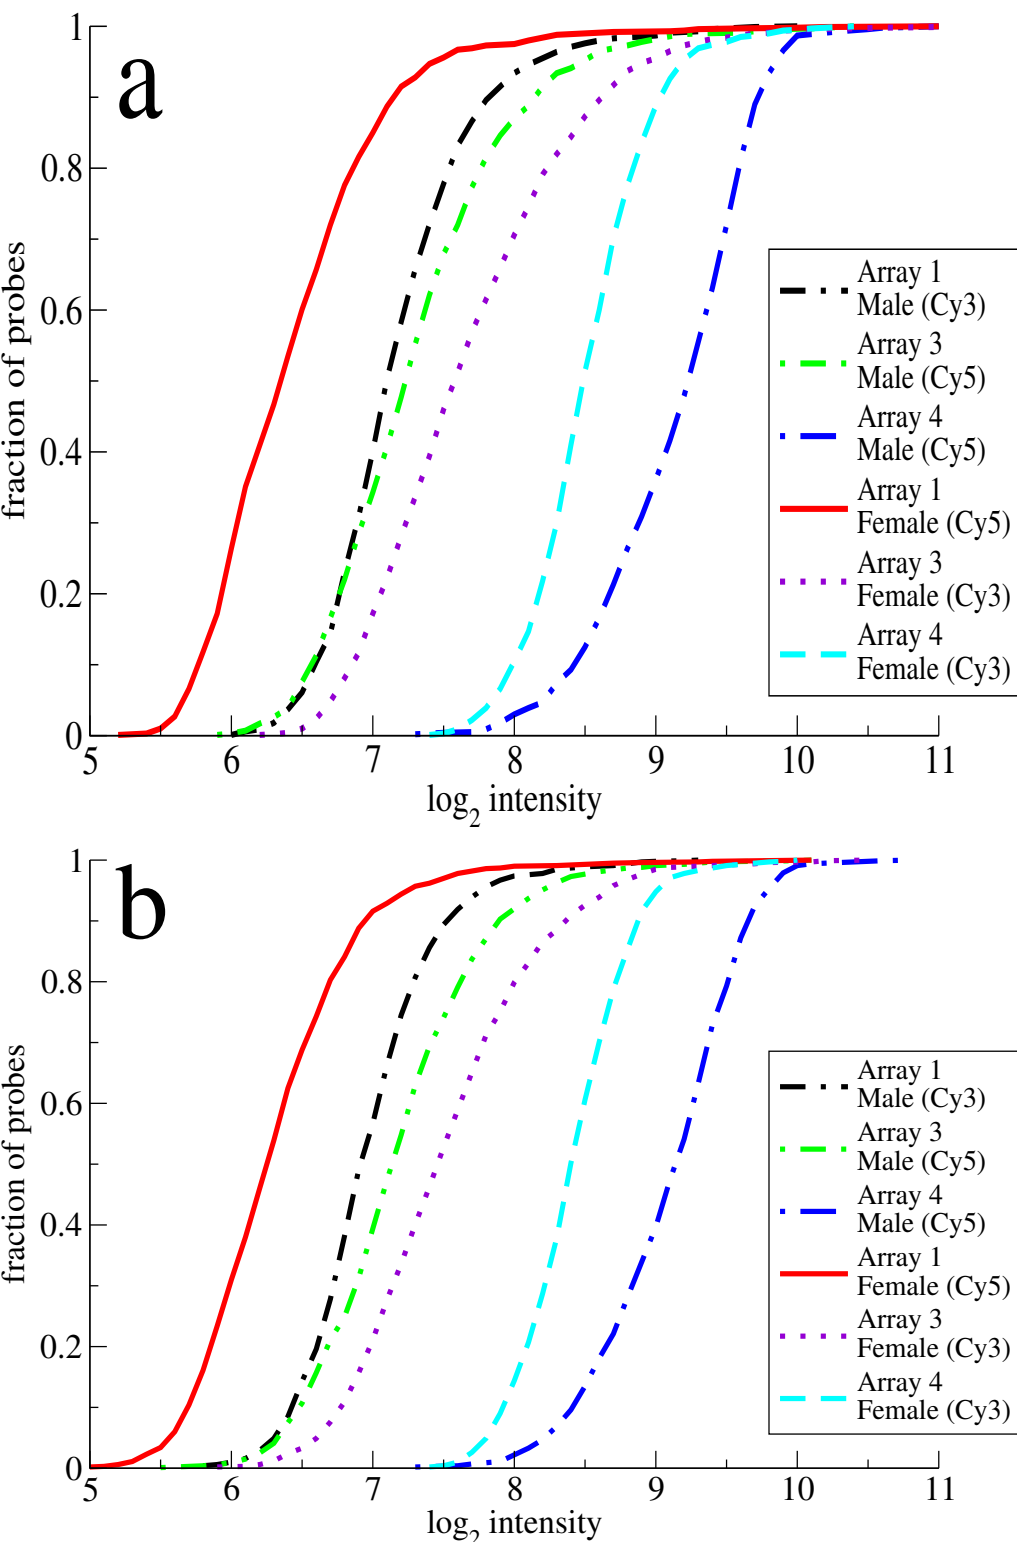 a
1
0.8
0.6
0.4
0.2
0
fraction of probes
5 6 7 8 9 10 11
log2 intensity
Array 1
Male (Cy3)
Array 3
Male (Cy5)
Array 4
Male (Cy5)
Array 1
Female (Cy5)
Array 3
Female (Cy3)
Array 4
Female (Cy3)
b
1
0.8
0.6
0.4
0.2
0
fraction of probes
5 6 7 8 9 10 11
log2 intensity
Array 1
Male (Cy3)
Array 3
Male (Cy5)
Array 4
Male (Cy5)
Array 1
Female (Cy5)
Array 3
Female (Cy3)
Array 4
Female (Cy3)